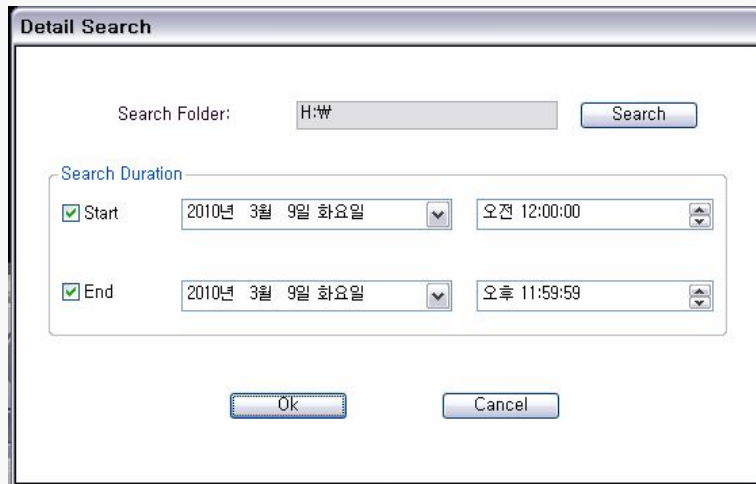 Detail Search
Search Folder: H:₩ Search
Search Duration
Start 2010년 3월 9일 화요일 오전 12:00:00
End 2010년 3월 9일 화요일 오후 11:59:59
Ok Cancel